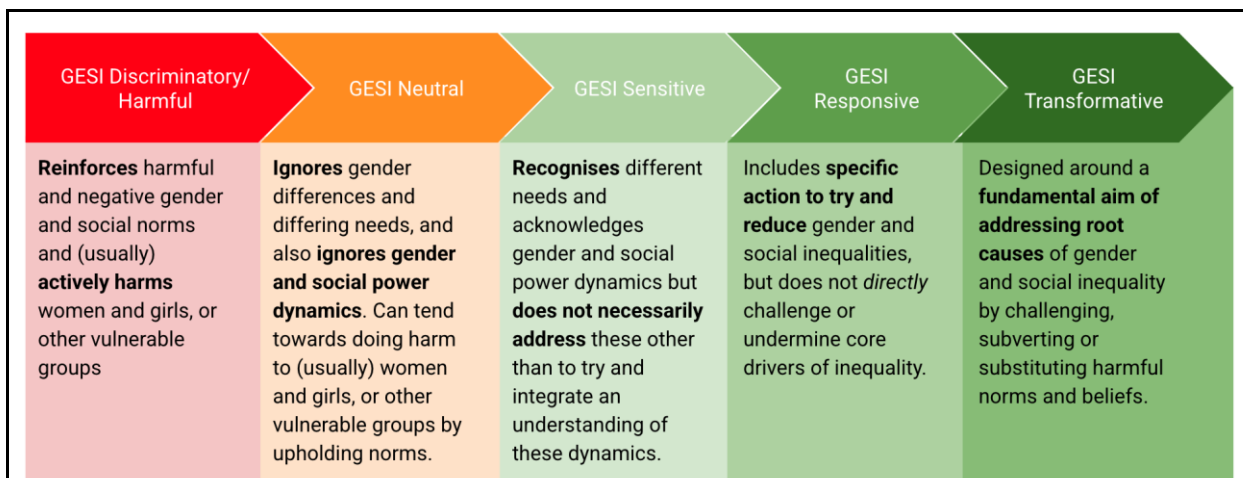 GESI Discriminatory/
Harmful
GESI Neutral
GESI Sensitive
GESI
Responsive
GESI
Transformative
Reinforces harmful
and negative gender
and social norms
and (usually)
actively harms
women and girls, or
other vulnerable
groups
Ignores gender
differences and
differing needs, and
also ignores gender
and social power
dynamics. Can tend
towards doing harm
to (usually) women
and girls, or other
vulnerable groups by
upholding norms.
Recognises different
needs and
acknowledges
gender and social
power dynamics but
does not necessarily
address these other
than to try and
integrate an
understanding of
these dynamics.
Includes specific
action to try and
reduce gender and
social inequalities,
but does not directly
challenge or
undermine core
drivers of inequality.
Designed around a
fundamental aim of
addressing root
causes of gender
and social inequality
by challenging,
subverting or
substituting harmful
norms and beliefs.